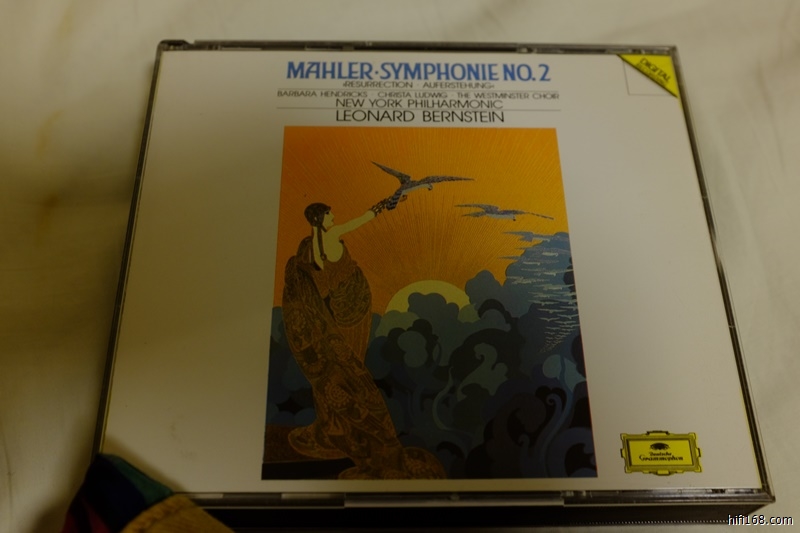 MAHLER·SYMPHONIE NO. 2
»RESURRECTION AUFERSTEHUNG«
BARBARA HENDRICKS · CHRISTA LUDWIG · THE WESTMINSTER CHOIR
NEW YORK PHILHARMONIC
LEONARD BERNSTEIN
DIGITAL
Deutsche
Grammophon
hifi168.com